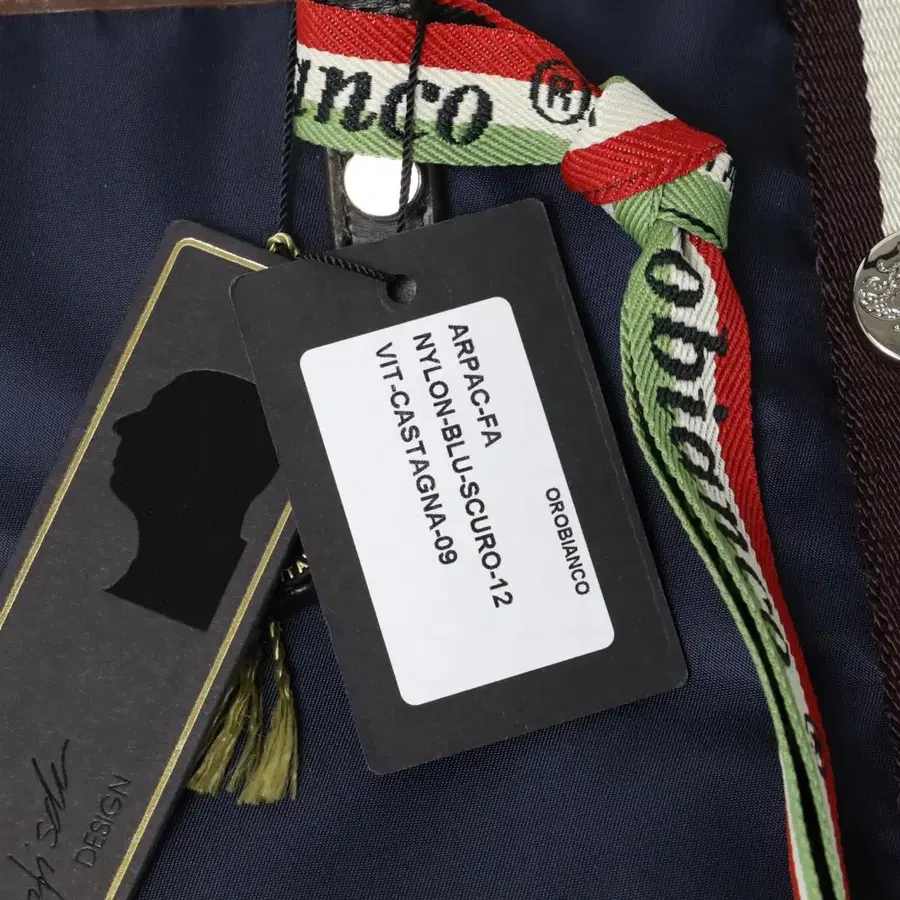 anco®
obianco
OROBIANCO
ARPAC-FA
NYLON-BLU-SCURO-12
VIT-CASTAGNA-09
DESIGN